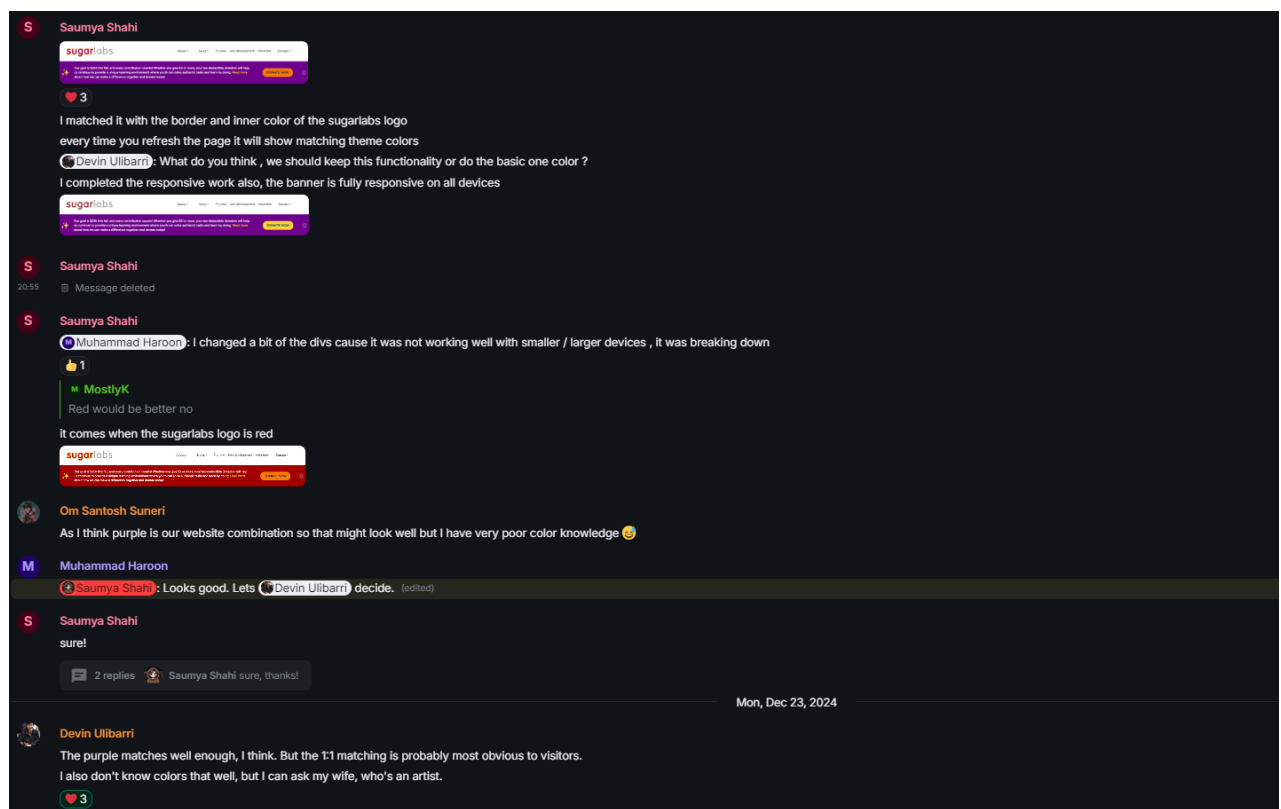 S
Saumya Shahi
sugarlabs
❤️ 3
I matched it with the border and inner color of the sugarlabs logo
every time you refresh the page it will show matching theme colors
Devin Ulibarri: What do you think , we should keep this functionality or do the basic one color ?
I completed the responsive work also, the banner is fully responsive on all devices
sugarlabs
S
Saumya Shahi
20:55
Message deleted
S
Saumya Shahi
M Muhammad Haroon: I changed a bit of the divs cause it was not working well with smaller / larger devices , it was breaking down
👍 1
M MostlyK
Red would be better no
it comes when the sugarlabs logo is red
sugarlabs
Om Santosh Suneri
As I think purple is our website combination so that might look well but I have very poor color knowledge 😅
M
Muhammad Haroon
Saumya Shahi: Looks good. Lets Devin Ulibarri decide. (edited)
S
Saumya Shahi
sure!
2 replies Saumya Shahi sure, thanks!
Mon, Dec 23, 2024
Devin Ulibarri
The purple matches well enough, I think. But the 1:1 matching is probably most obvious to visitors.
I also don't know colors that well, but I can ask my wife, who's an artist.
❤️ 3